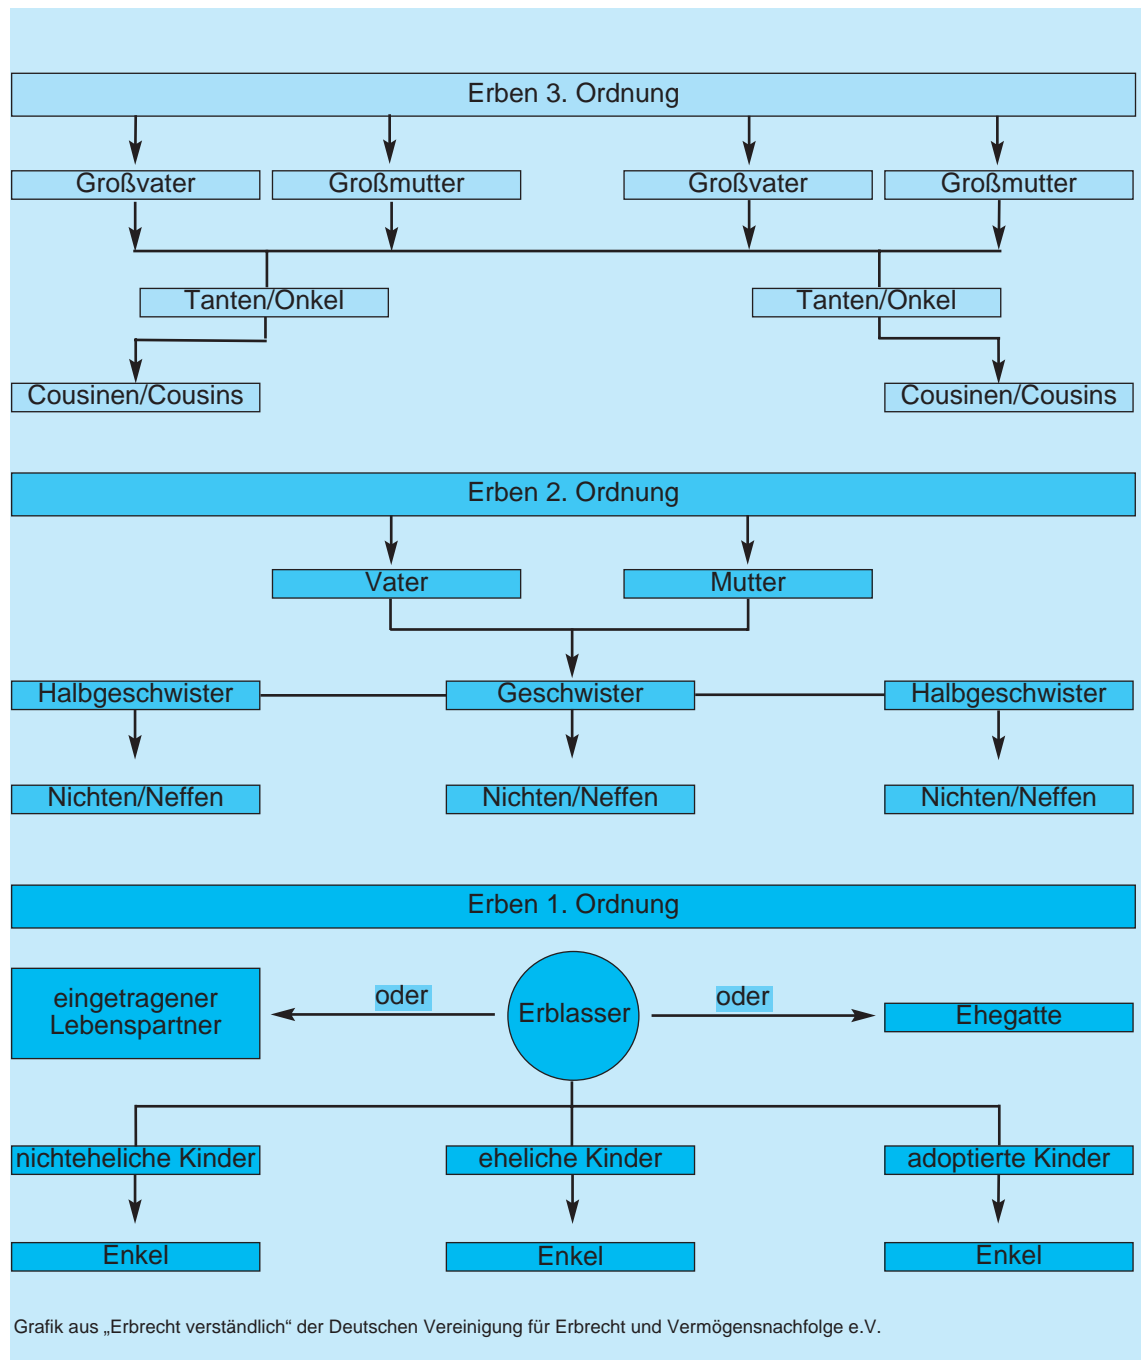 Erben 3. Ordnung
Großvater
Großmutter
Großvater
Großmutter
Tanten/Onkel
Tanten/Onkel
Cousinen/Cousins
Cousinen/Cousins
Erben 2. Ordnung
Vater
Mutter
Halbgeschwister
Geschwister
Halbgeschwister
Nichten/Neffen
Nichten/Neffen
Nichten/Neffen
Erben 1. Ordnung
eingetragener
Lebenspartner
oder
Erblasser
oder
Ehegatte
nichteheliche Kinder
eheliche Kinder
adoptierte Kinder
Enkel
Enkel
Enkel
Grafik aus „Erbrecht verständlich“ der Deutschen Vereinigung für Erbrecht und Vermögensnachfolge e.V.